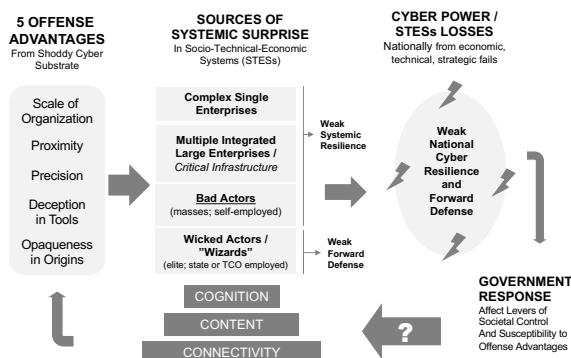 5 OFFENSE
ADVANTAGES
From Shoddy Cyber
Substrate
Scale of
Organization
Proximity
Precision
Deception
in Tools
Opaqueness
in Origins
SOURCES OF
SYSTEMIC SURPRISE
In Socio-Technical-Economic
Systems (STESs)
Complex Single
Enterprises
Multiple Integrated
Large Enterprises /
Critical Infrastructure
Bad Actors
(masses; self-employed)
Wicked Actors /
"Wizards"
(elite; state or TCO employed)
Weak
Systemic
Resilience
Weak
Forward
Defense
COGNITION
CONTENT
CONNECTIVITY
CYBER POWER /
STESs LOSSES
Nationally from economic,
technical, strategic fails
Weak
National
Cyber
Resilience
and
Forward
Defense
GOVERNMENT
RESPONSE
Affect Levers of
Societal Control
And Susceptibility to
Offense Advantages
?